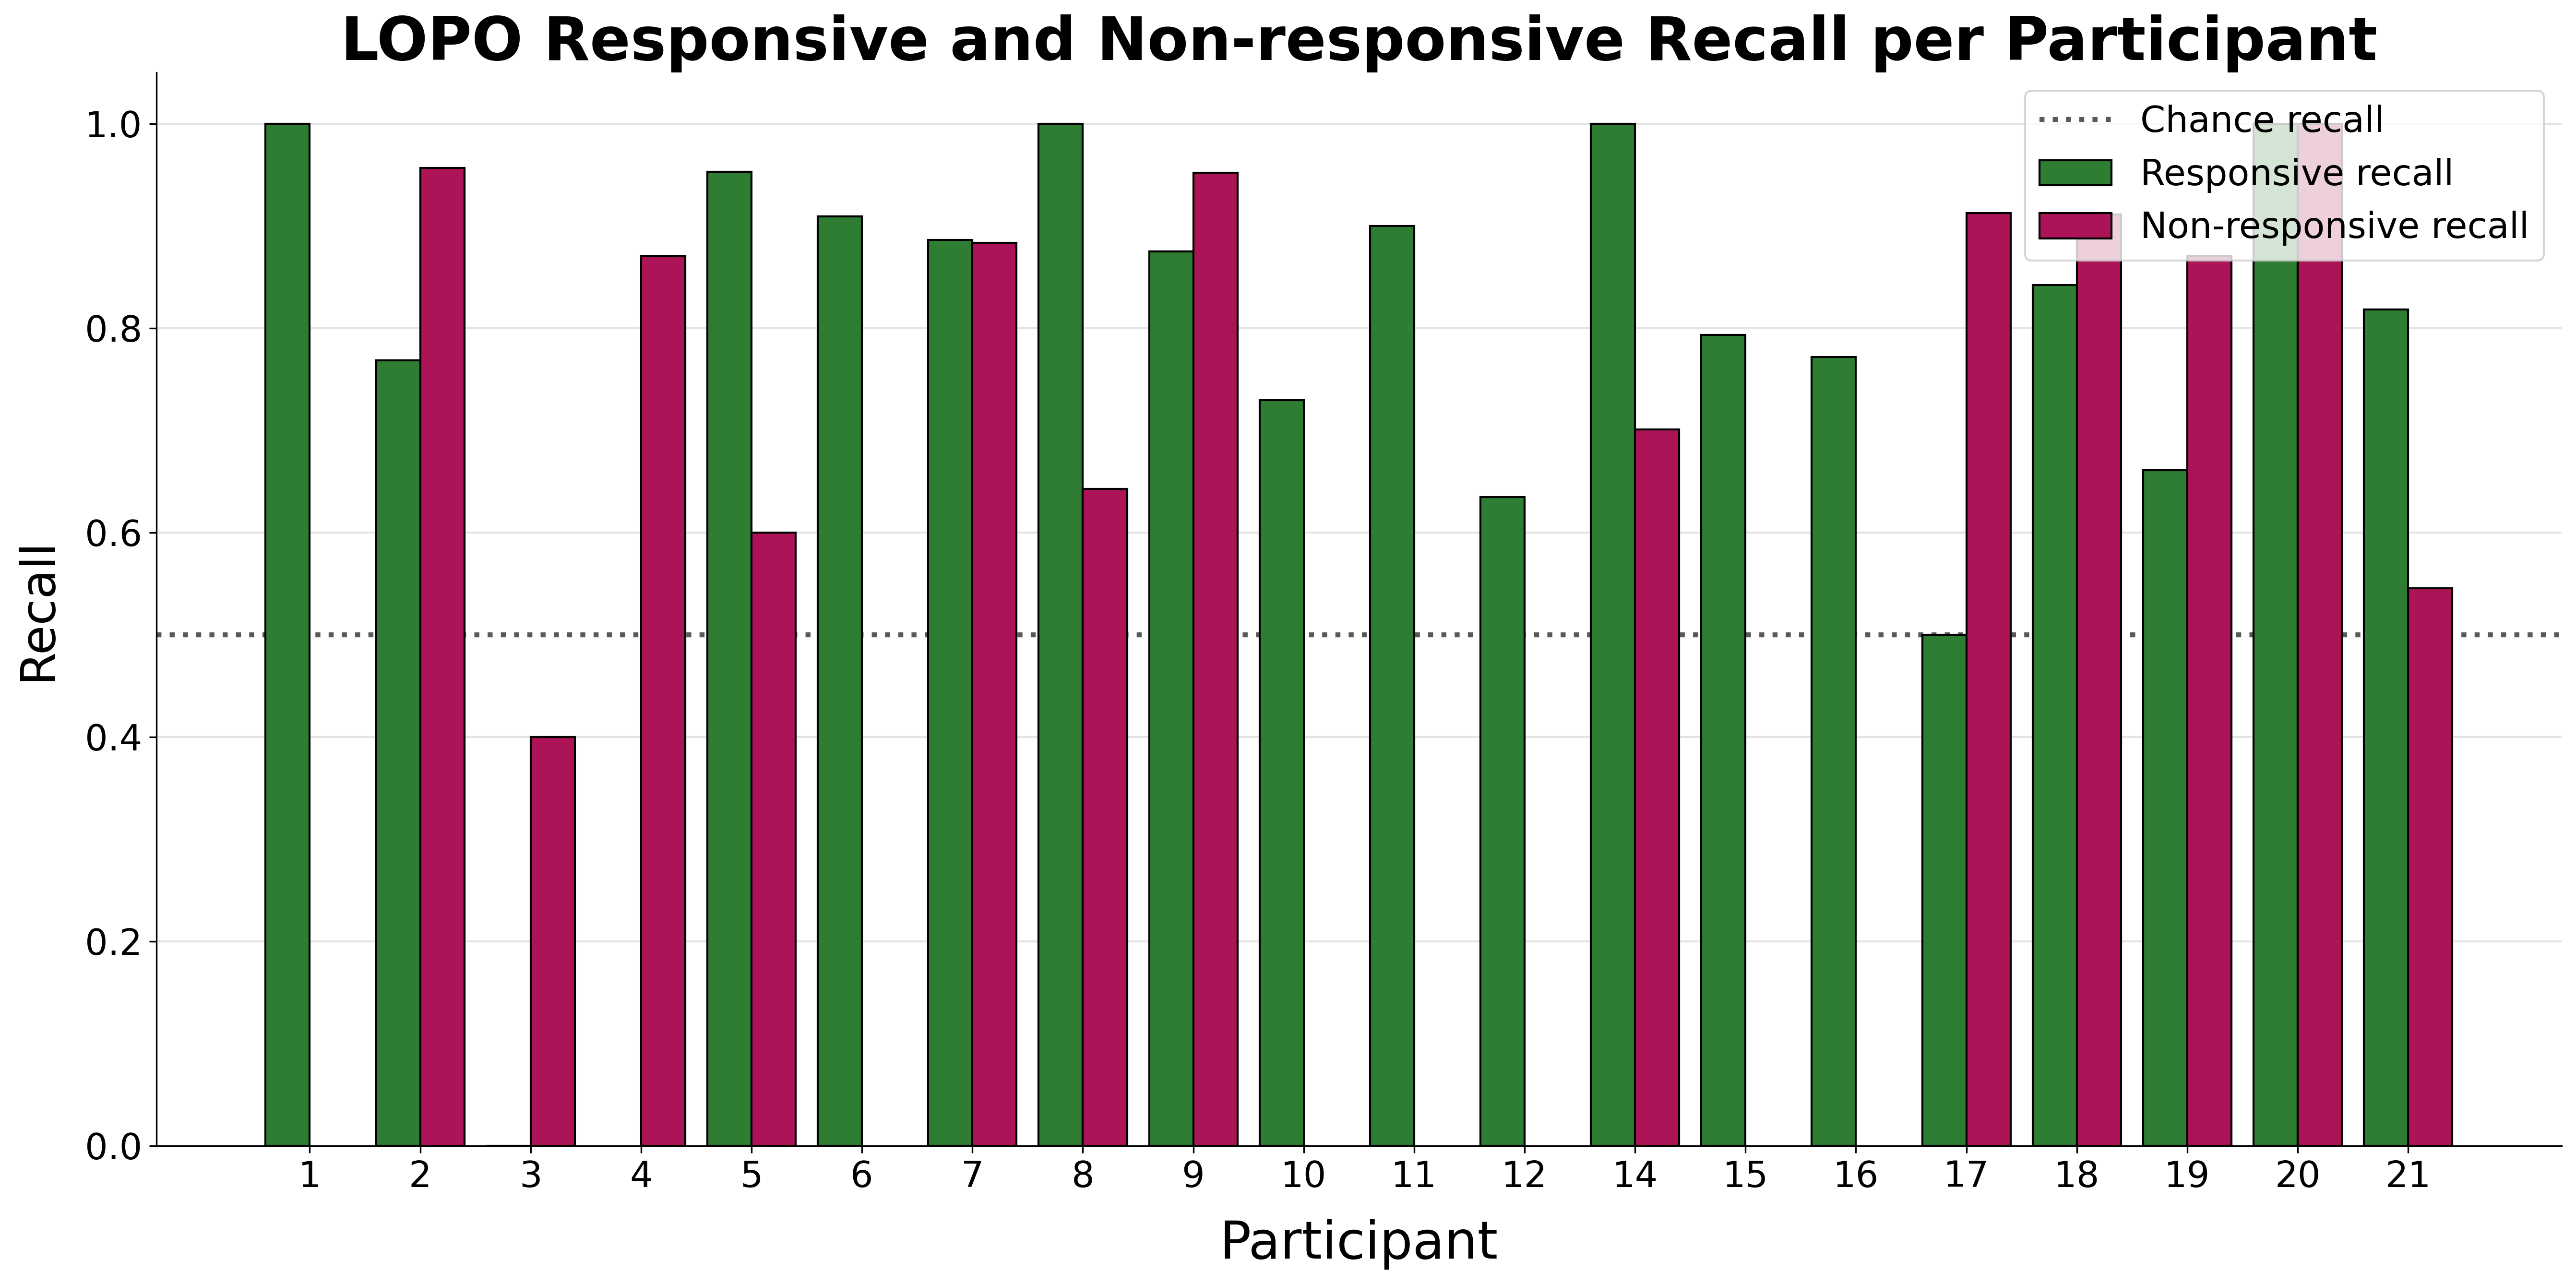 LOPO Responsive and Non-responsive Recall per Participant
Chance recall
Responsive recall
Non-responsive recall
Recall
1.0
0.8
0.6
0.4
0.2
0.0
1 2 3 4 5 6 7 8 9 10 11 12 14 15 16 17 18 19 20 21
Participant